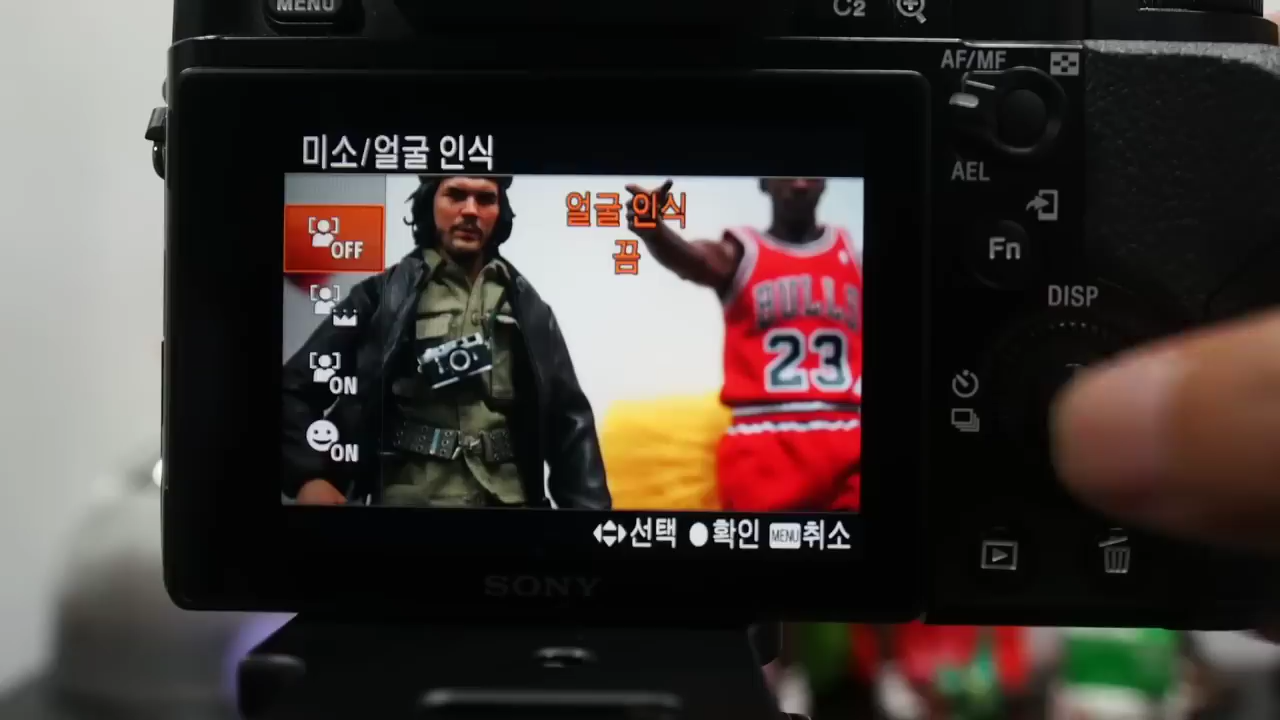 MENU
C2
AF/MF
미소/얼굴 인식
얼굴 인식
끔
OFF
ON
ON
BULLS
23
AEL
Fn
DISP
선택 확인 MENU 취소
SONY